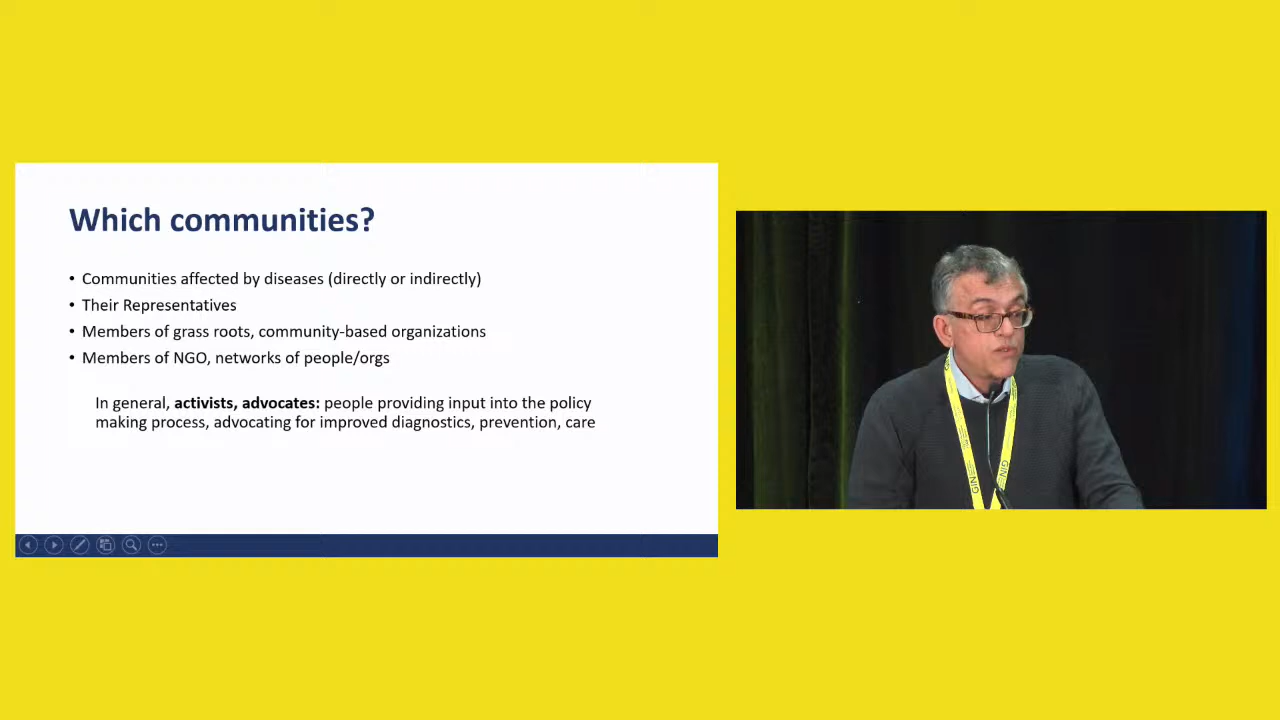 Which communities?
• Communities affected by diseases (directly or indirectly)
• Their Representatives
• Members of grass roots, community-based organizations
• Members of NGO, networks of people/orgs
In general, activists, advocates: people providing input into the policy
making process, advocating for improved diagnostics, prevention, care
GIN
GIN